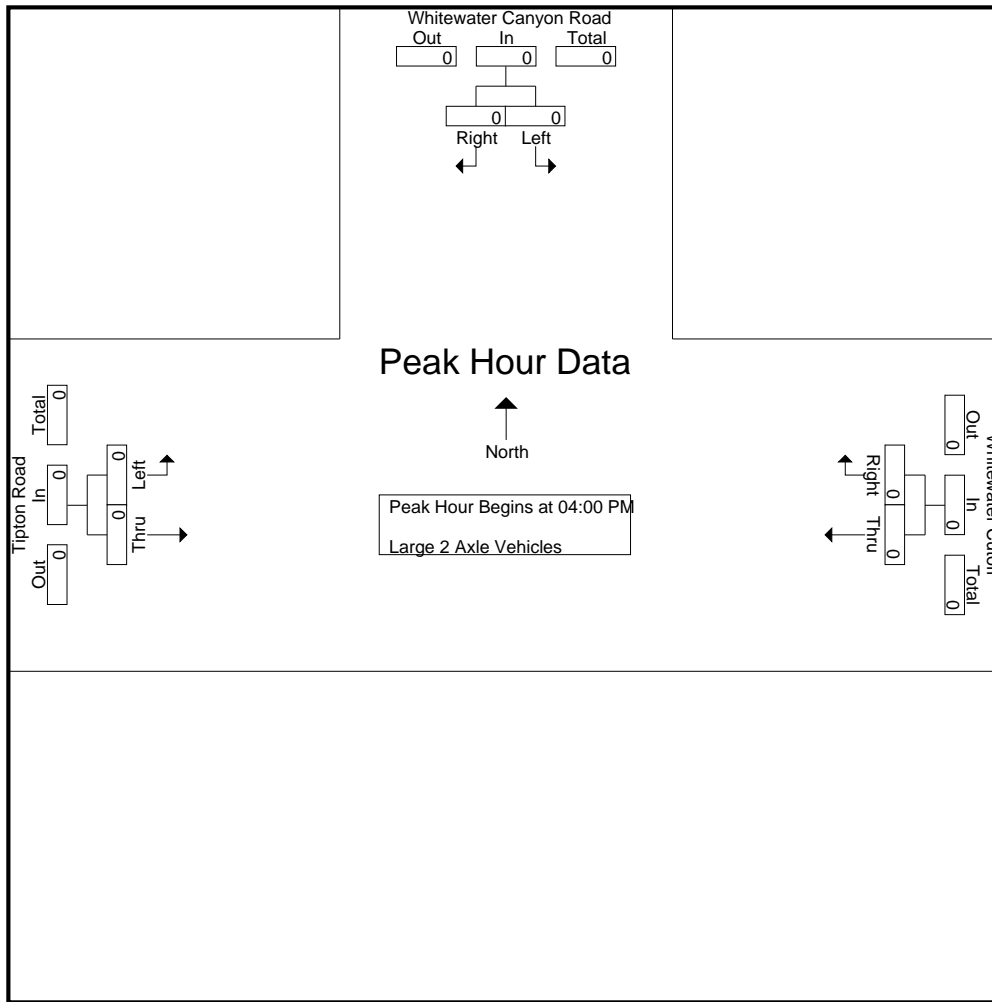 Whitewater Canyon Road
Out In Total
0 0 0
0 0
Right Left
Peak Hour Data
North
Peak Hour Begins at 04:00 PM
Large 2 Axle Vehicles
Tipton Road
Out In Total
0 0 0
0 0
Thru Left
Whitewater
Out In Total
0 0 0
0 0
Right Thru